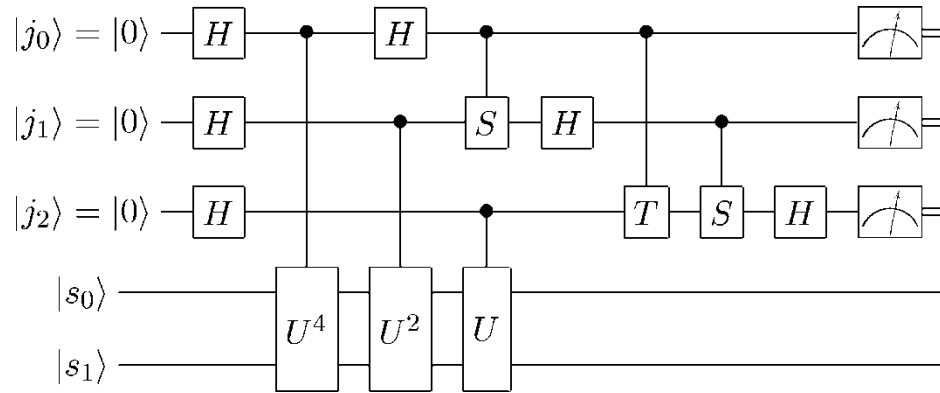 |j₀⟩ = |0⟩ H H
|j₁⟩ = |0⟩ H S H
|j₂⟩ = |0⟩ H T S H
|s₀⟩
U⁴ U² U
|s₁⟩